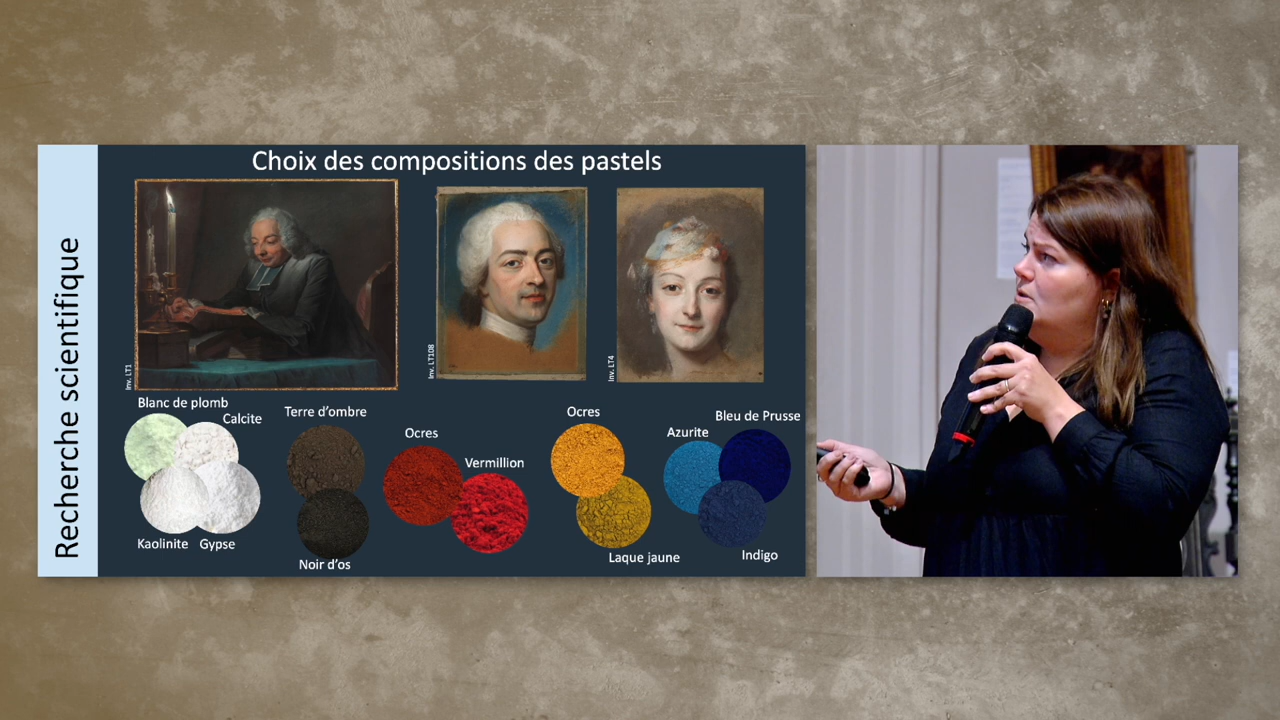 Recherche scientifique
Choix des compositions des pastels
Inv. LT1
Inv. LT108
Inv. LT4
Blanc de plomb
Calcite
Kaolinite
Gypse
Terre d’ombre
Noir d’os
Ocres
Vermillion
Ocres
Laque jaune
Azurite
Bleu de Prusse
Indigo